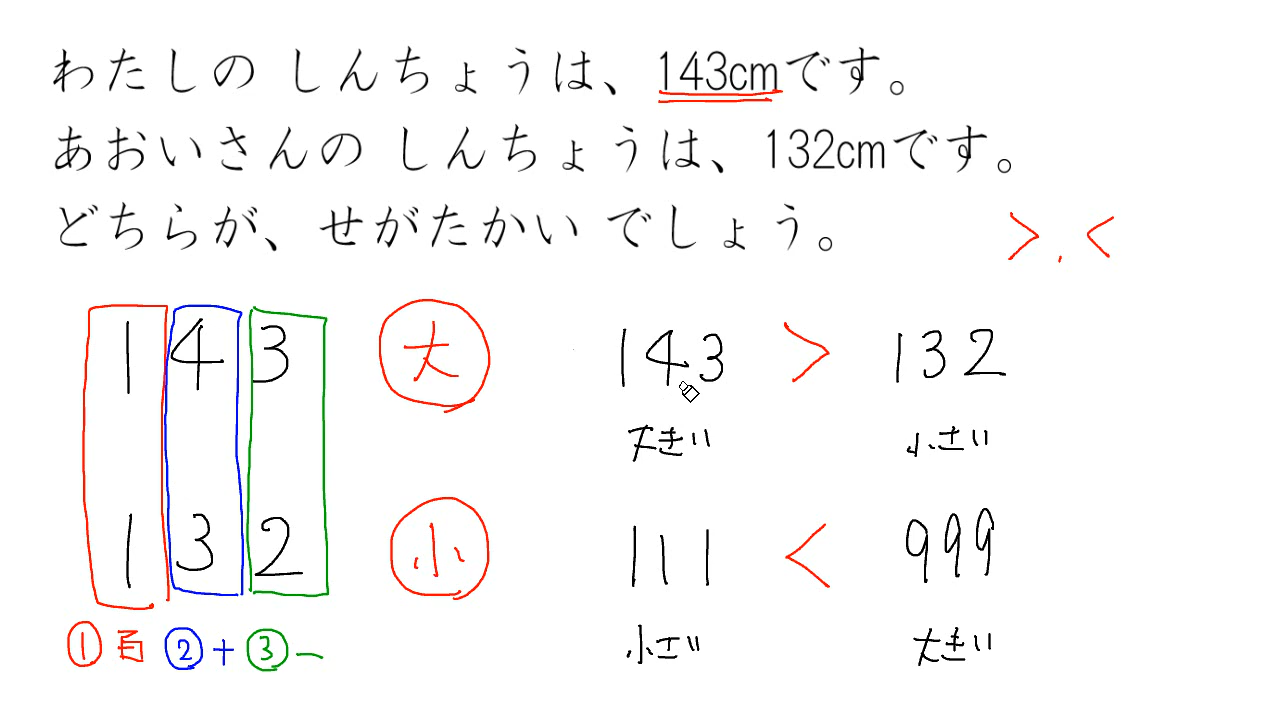 わたしの しんちょうは、143cmです。
あおいさんの しんちょうは、132cmです。
どちらが、せがたかい でしょう。
> . <
1 4 3
大
143 > 132
大きい
小さい
1 3 2
小
111 < 999
① 百 ② 十 ③ 一
小さい
大きい